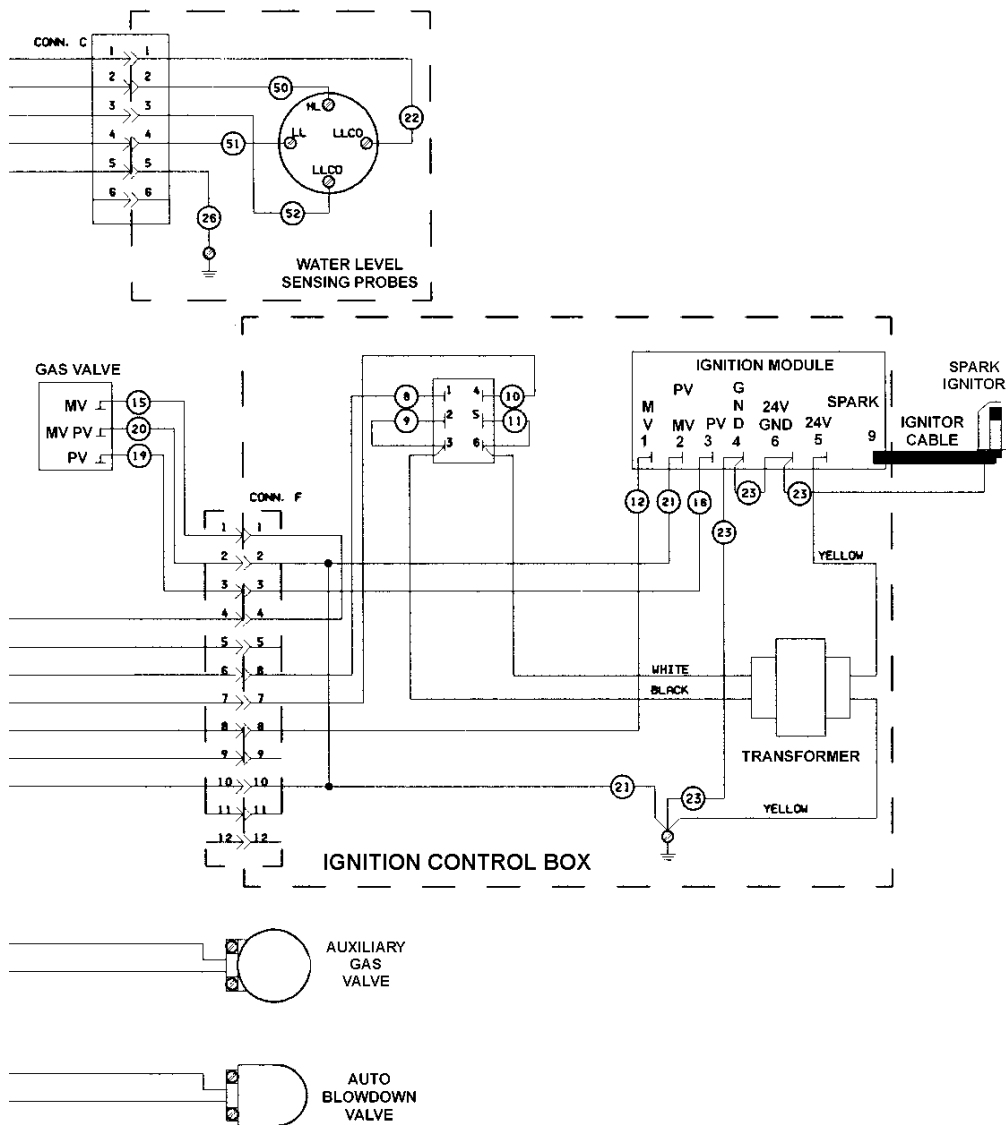 CONN. C
1 1
2 2
3 3
4 4
5 5
6 6
50
22
51
52
26
HL
LL
LLCO
LLCO
WATER LEVEL
SENSING PROBES
GAS VALVE
MV
MV PV
PV
15
20
19
CONN. F
1 1
2 2
3 3
4 4
5 5
6 6
7 7
8 8
9 9
10 10
11 11
12 12
8
9
10
11
1 4
2 5
3 6
IGNITION MODULE
MV
1
PV
MV
2
PV
3
GND
4
24V
GND
6
24V
5
SPARK
9
SPARK
IGNITOR
IGNITOR
CABLE
12
21
18
23
23
23
YELLOW
WHITE
BLACK
TRANSFORMER
21
23
YELLOW
IGNITION CONTROL BOX
AUXILIARY
GAS
VALVE
AUTO
BLOWDOWN
VALVE